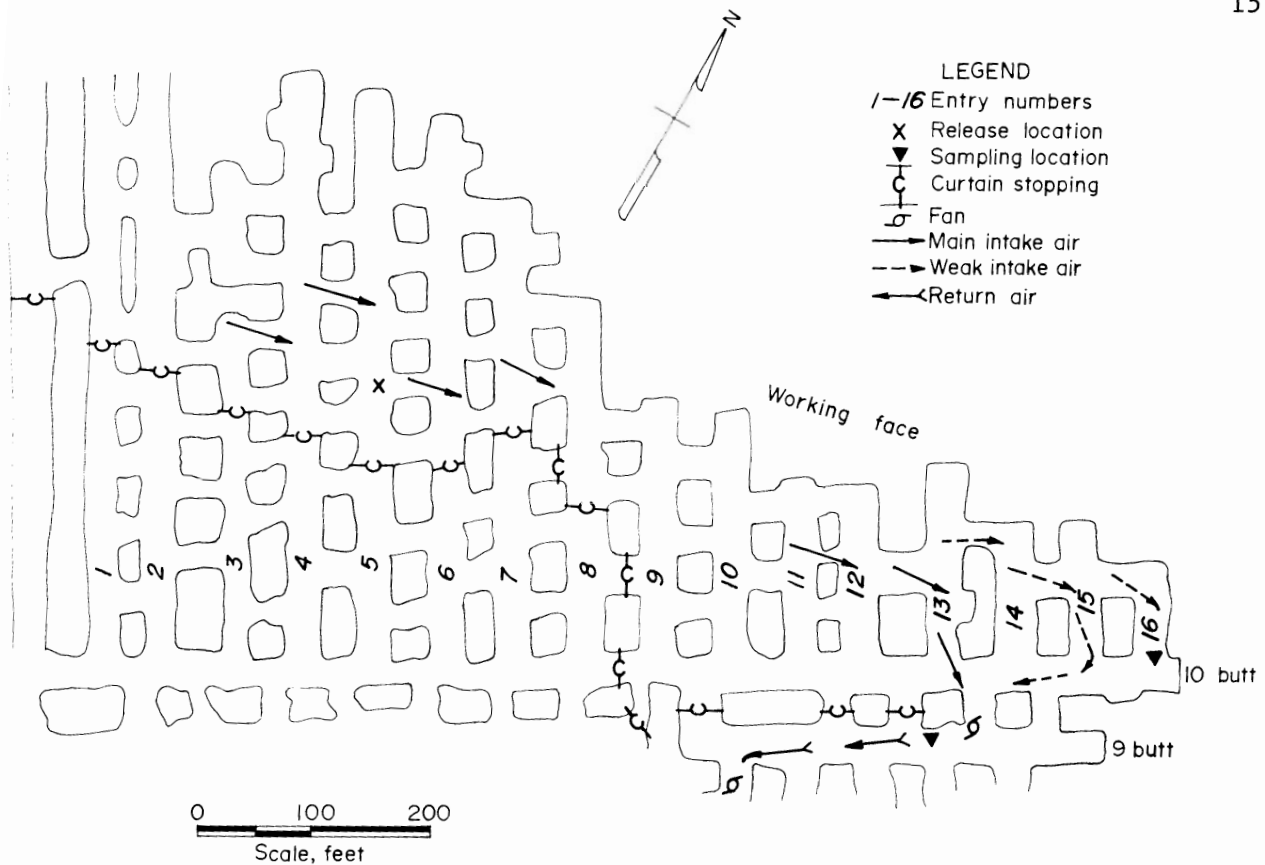 15
N
LEGEND
1-16 Entry numbers
X Release location
Sampling location
C Curtain stopping
Fan
Main intake air
Weak intake air
Return air
Working face
1 2 3 4 5 6 7 8 9 10 11 12 13 14 15 16
10 butt
9 butt
0 100 200
Scale, feet